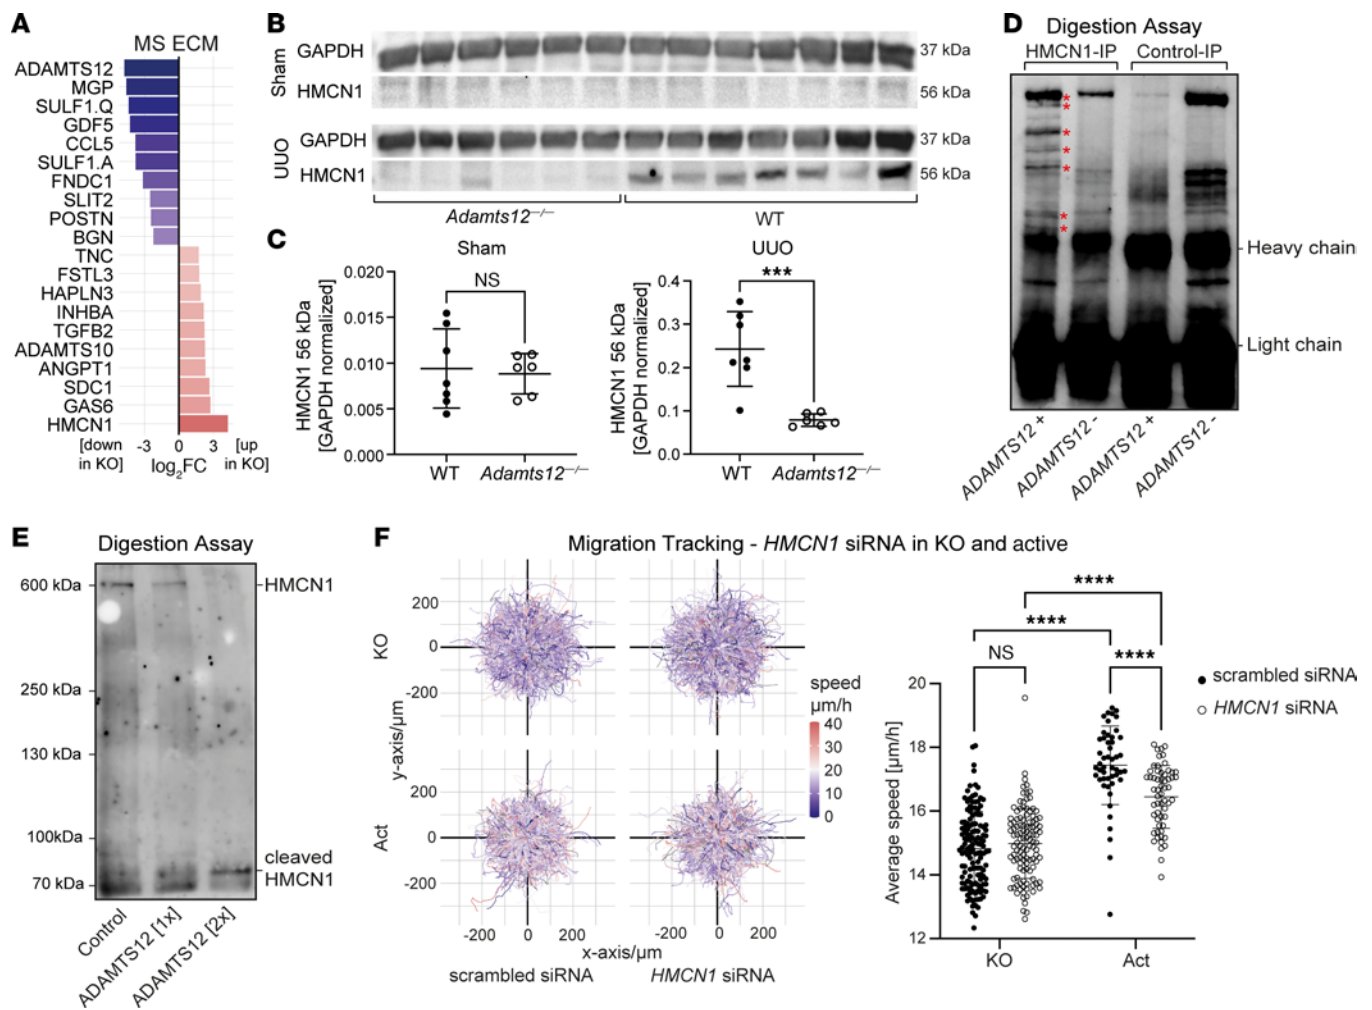 A
MS ECM
ADAMTS12
MGP
SULF1.Q
GDF5
CCL5
SULF1.A
FNDC1
SLIT2
POSTN
BGN
TNC
FSTL3
HAPLN3
INHBA
TGFB2
ADAMTS10
ANGPT1
SDC1
GAS6
HMCN1
[down in KO] -3 0 3 [up in KO]
log2FC
B
Sham
GAPDH 37 kDa
HMCN1 56 kDa
UUO
GAPDH 37 kDa
HMCN1 56 kDa
Adamts12−/− WT
C
Sham
HMCN1 56 kDa
[GAPDH normalized]
0.020
0.015
0.010
0.005
0.000
NS
WT Adamts12−/−
UUO
HMCN1 56 kDa
[GAPDH normalized]
0.4
0.3
0.2
0.1
0.0
***
WT Adamts12−/−
D
Digestion Assay
HMCN1-IP Control-IP
*
*
*
*
*
*
*
Heavy chain
Light chain
ADAMTS12 +
ADAMTS12 -
ADAMTS12 +
ADAMTS12 -
E
Digestion Assay
600 kDa
250 kDa
130 kDa
100kDa
70 kDa
HMCN1
cleaved
HMCN1
Control
ADAMTS12 [1x]
ADAMTS12 [2x]
F
Migration Tracking - HMCN1 siRNA in KO and active
KO
200
0
-200
y-axis/µm
Act
200
0
-200
-200 0 200 -200 0 200
x-axis/µm
scrambled siRNA HMCN1 siRNA
speed
µm/h
40
30
20
10
0
Average speed [µm/h]
20
18
16
14
12
NS
****
****
****
KO Act
scrambled siRNA
HMCN1 siRNA